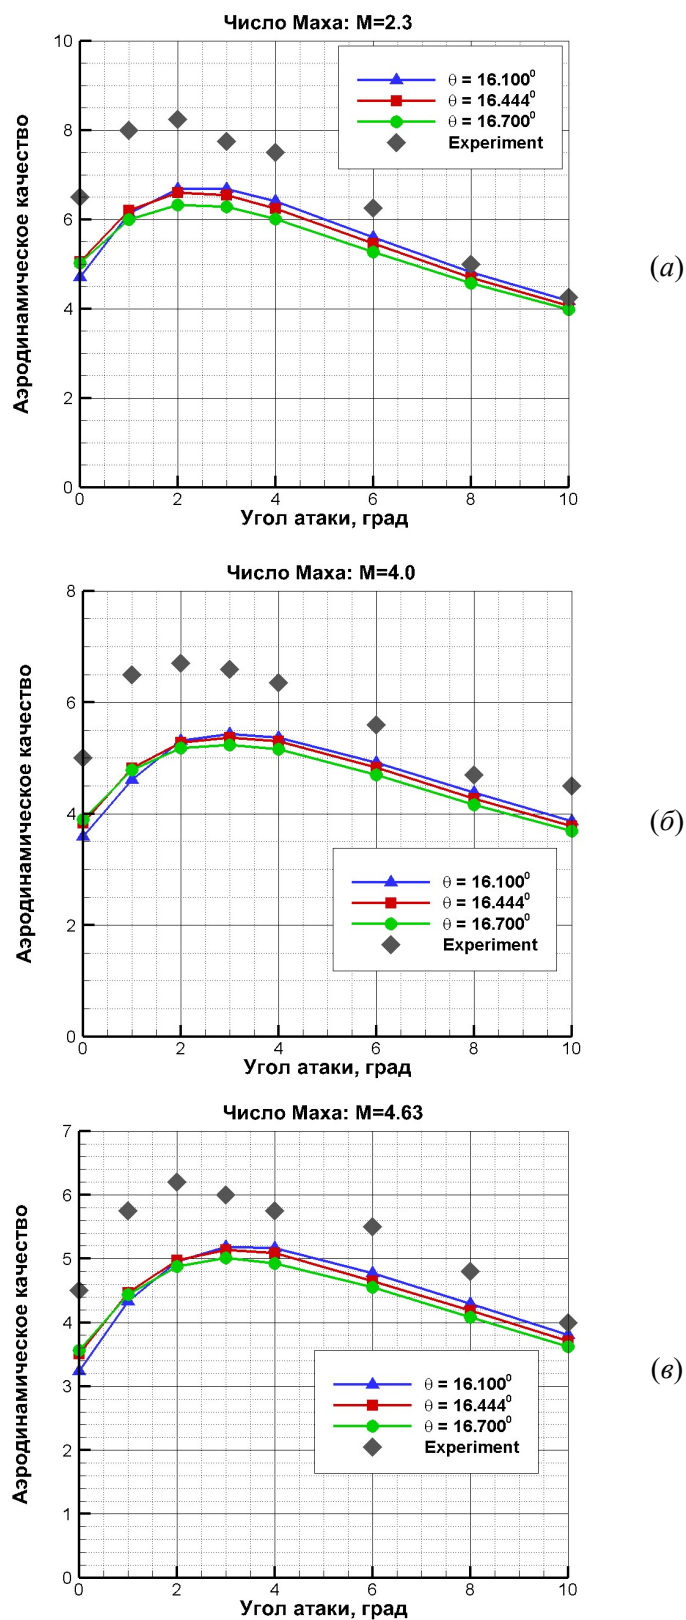 Число Маха: M=2.3
10
8
6
4
2
0
Аэродинамическое качество
θ = 16.100⁰
θ = 16.444⁰
θ = 16.700⁰
Experiment
0 2 4 6 8 10
Угол атаки, град
(а)
Число Маха: M=4.0
8
6
4
2
0
Аэродинамическое качество
θ = 16.100⁰
θ = 16.444⁰
θ = 16.700⁰
Experiment
0 2 4 6 8 10
Угол атаки, град
(б)
Число Маха: M=4.63
7
6
5
4
3
2
1
0
Аэродинамическое качество
θ = 16.100⁰
θ = 16.444⁰
θ = 16.700⁰
Experiment
0 2 4 6 8 10
Угол атаки, град
(в)